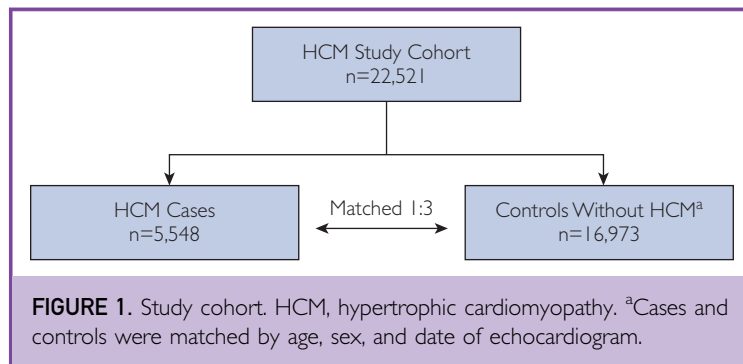 HCM Study Cohort
n=22,521
HCM Cases
n=5,548
Matched 1:3
Controls Without HCMᵃ
n=16,973
FIGURE 1. Study cohort. HCM, hypertrophic cardiomyopathy. ᵃCases and
controls were matched by age, sex, and date of echocardiogram.